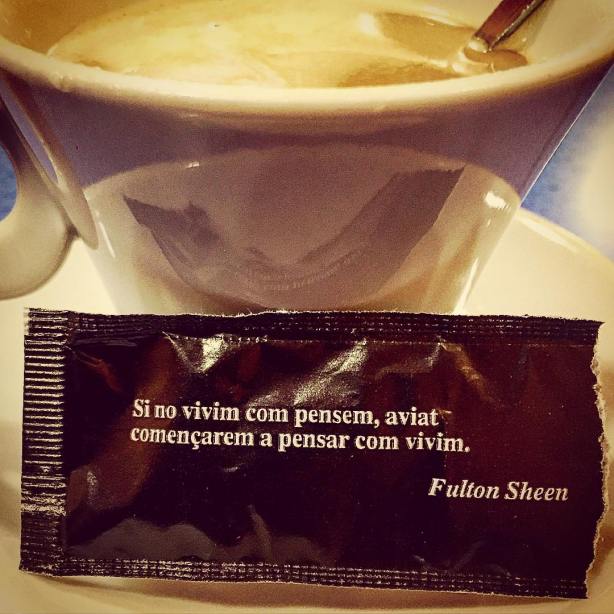 Si no vivim com pensem, aviat
començarem a pensar com vivim.
Fulton Sheen